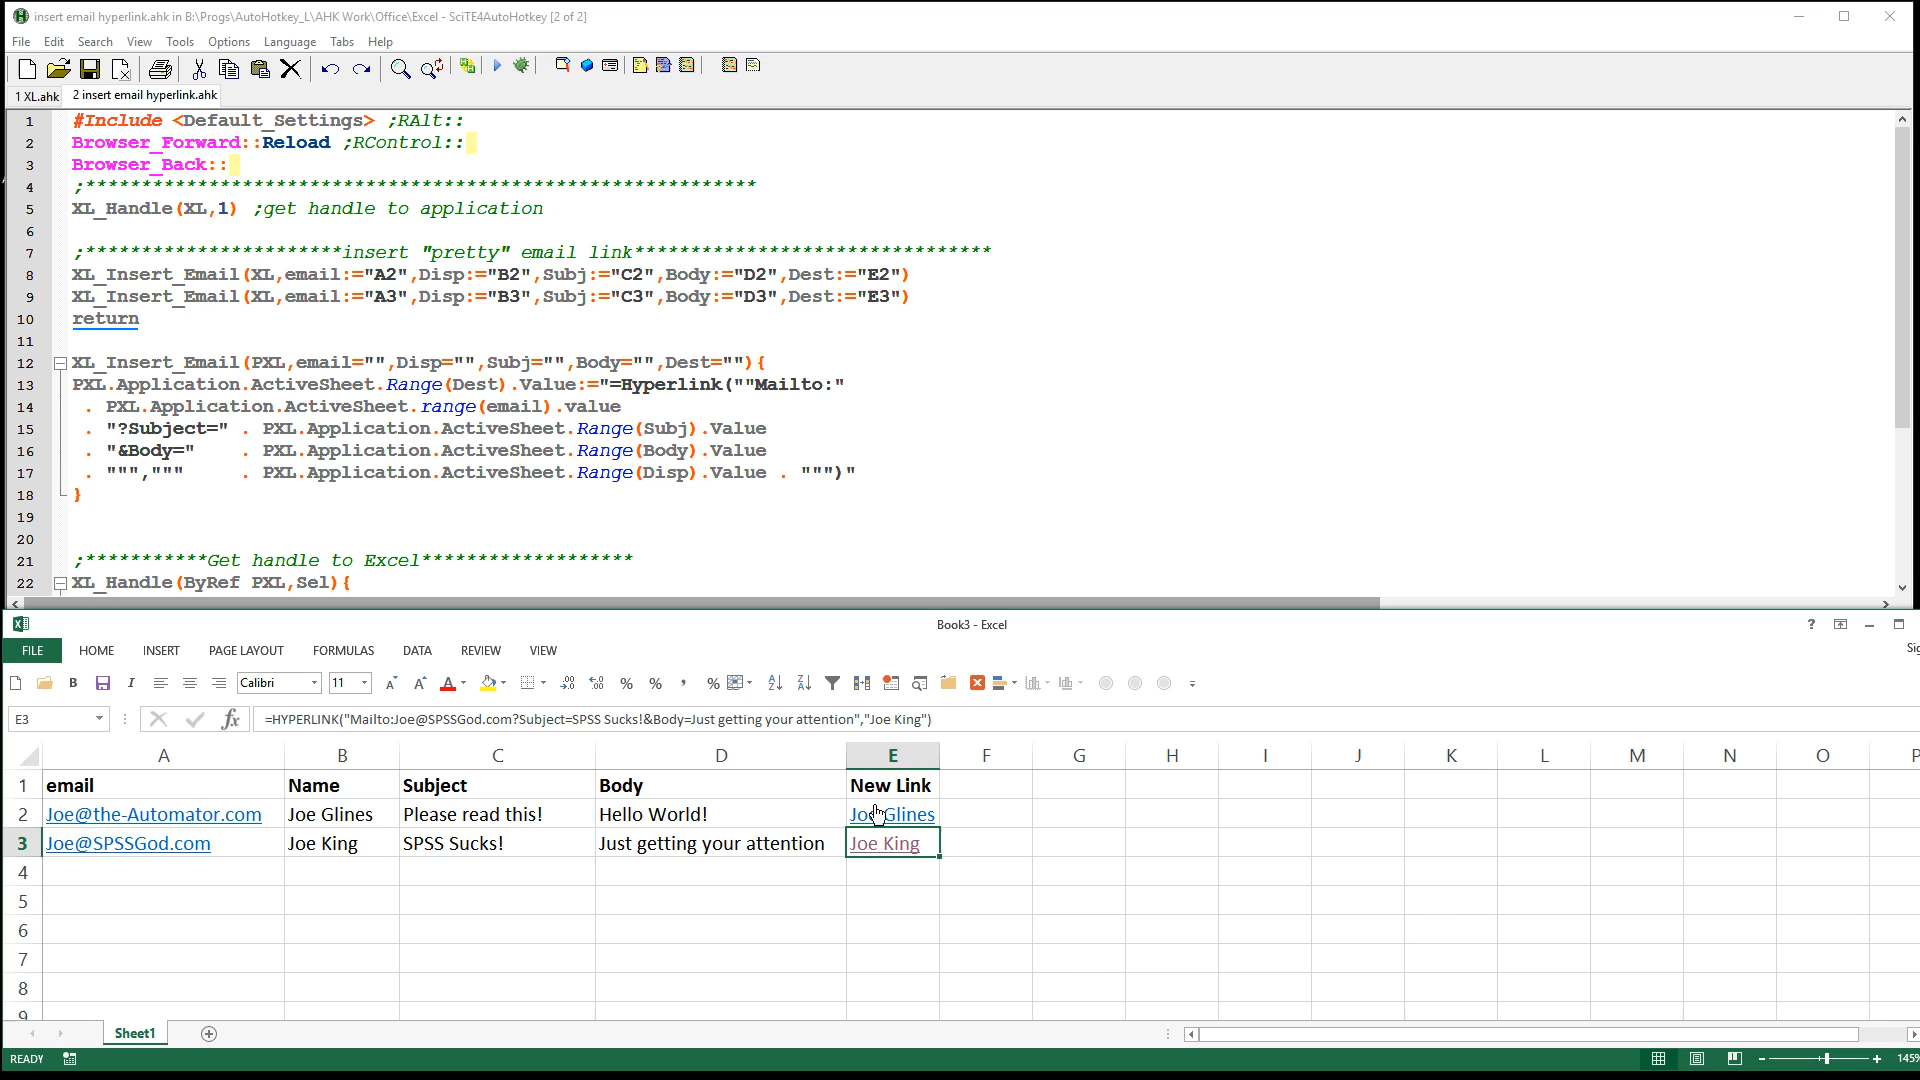 insert email hyperlink.ahk in B:\Progs\AutoHotkey_L\AHK Work\Office\Excel - SciTE4AutoHotkey [2 of 2]
File Edit Search View Tools Options Language Tabs Help
1 XL.ahk 2 insert email hyperlink.ahk
1 #Include <Default_Settings> ;RAlt::
2 Browser_Forward::Reload ;RControl::
3 Browser_Back::
4 ;************************************************************
5 XL_Handle(XL,1) ;get handle to application
6
7 ;***********************insert "pretty" email link********************************
8 XL_Insert_Email(XL,email:="A2",Disp:="B2",Subj:="C2",Body:="D2",Dest:="E2")
9 XL_Insert_Email(XL,email:="A3",Disp:="B3",Subj:="C3",Body:="D3",Dest:="E3")
10 return
11
12 XL_Insert_Email(PXL,email="",Disp="",Subj="",Body="",Dest=""){
13 PXL.Application.ActiveSheet.Range(Dest).Value:="=Hyperlink(""Mailto:"
14 . PXL.Application.ActiveSheet.range(email).value
15 . "?Subject=" . PXL.Application.ActiveSheet.Range(Subj).Value
16 . "&Body=" . PXL.Application.ActiveSheet.Range(Body).Value
17 . """,""" . PXL.Application.ActiveSheet.Range(Disp).Value . """)"
18 }
19
20
21 ;***********Get handle to Excel*******************
22 XL_Handle(ByRef PXL,Sel){
Book3 - Excel
FILE HOME INSERT PAGE LAYOUT FORMULAS DATA REVIEW VIEW Sig
Calibri 11
E3 fx =HYPERLINK("Mailto:Joe@SPSSGod.com?Subject=SPSS Sucks!&Body=Just getting your attention","Joe King")
A B C D E F G H I J K L M N O P
1 email Name Subject Body New Link
2 Joe@the-Automator.com Joe Glines Please read this! Hello World! Joe Glines
3 Joe@SPSSGod.com Joe King SPSS Sucks! Just getting your attention Joe King
4
5
6
7
8
9
Sheet1
READY 145%